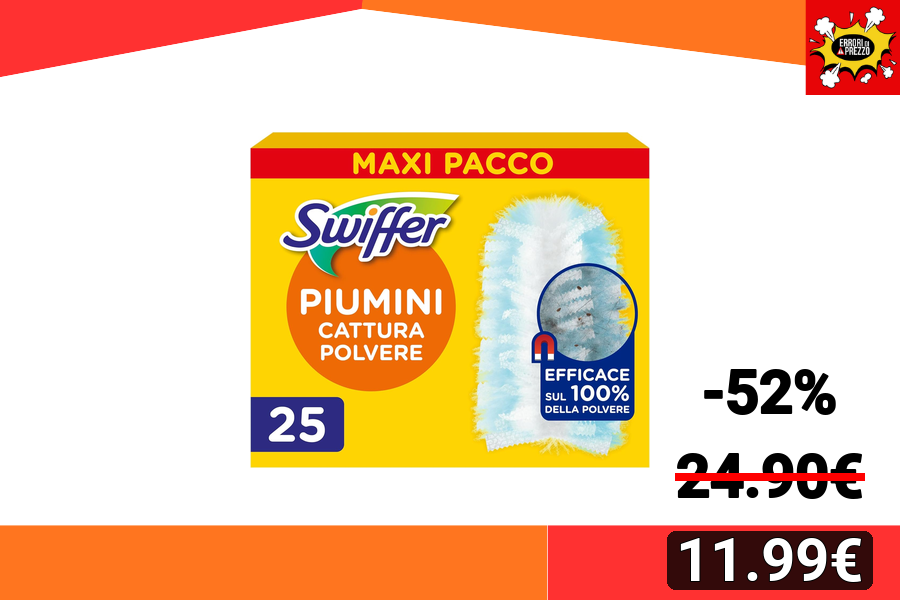 ERRORI DI
PREZZO
MAXI PACCO
Swiffer
PIUMINI
CATTURA
POLVERE
EFFICACE
SUL 100%
DELLA POLVERE
25
-52%
24.90€
11.99€